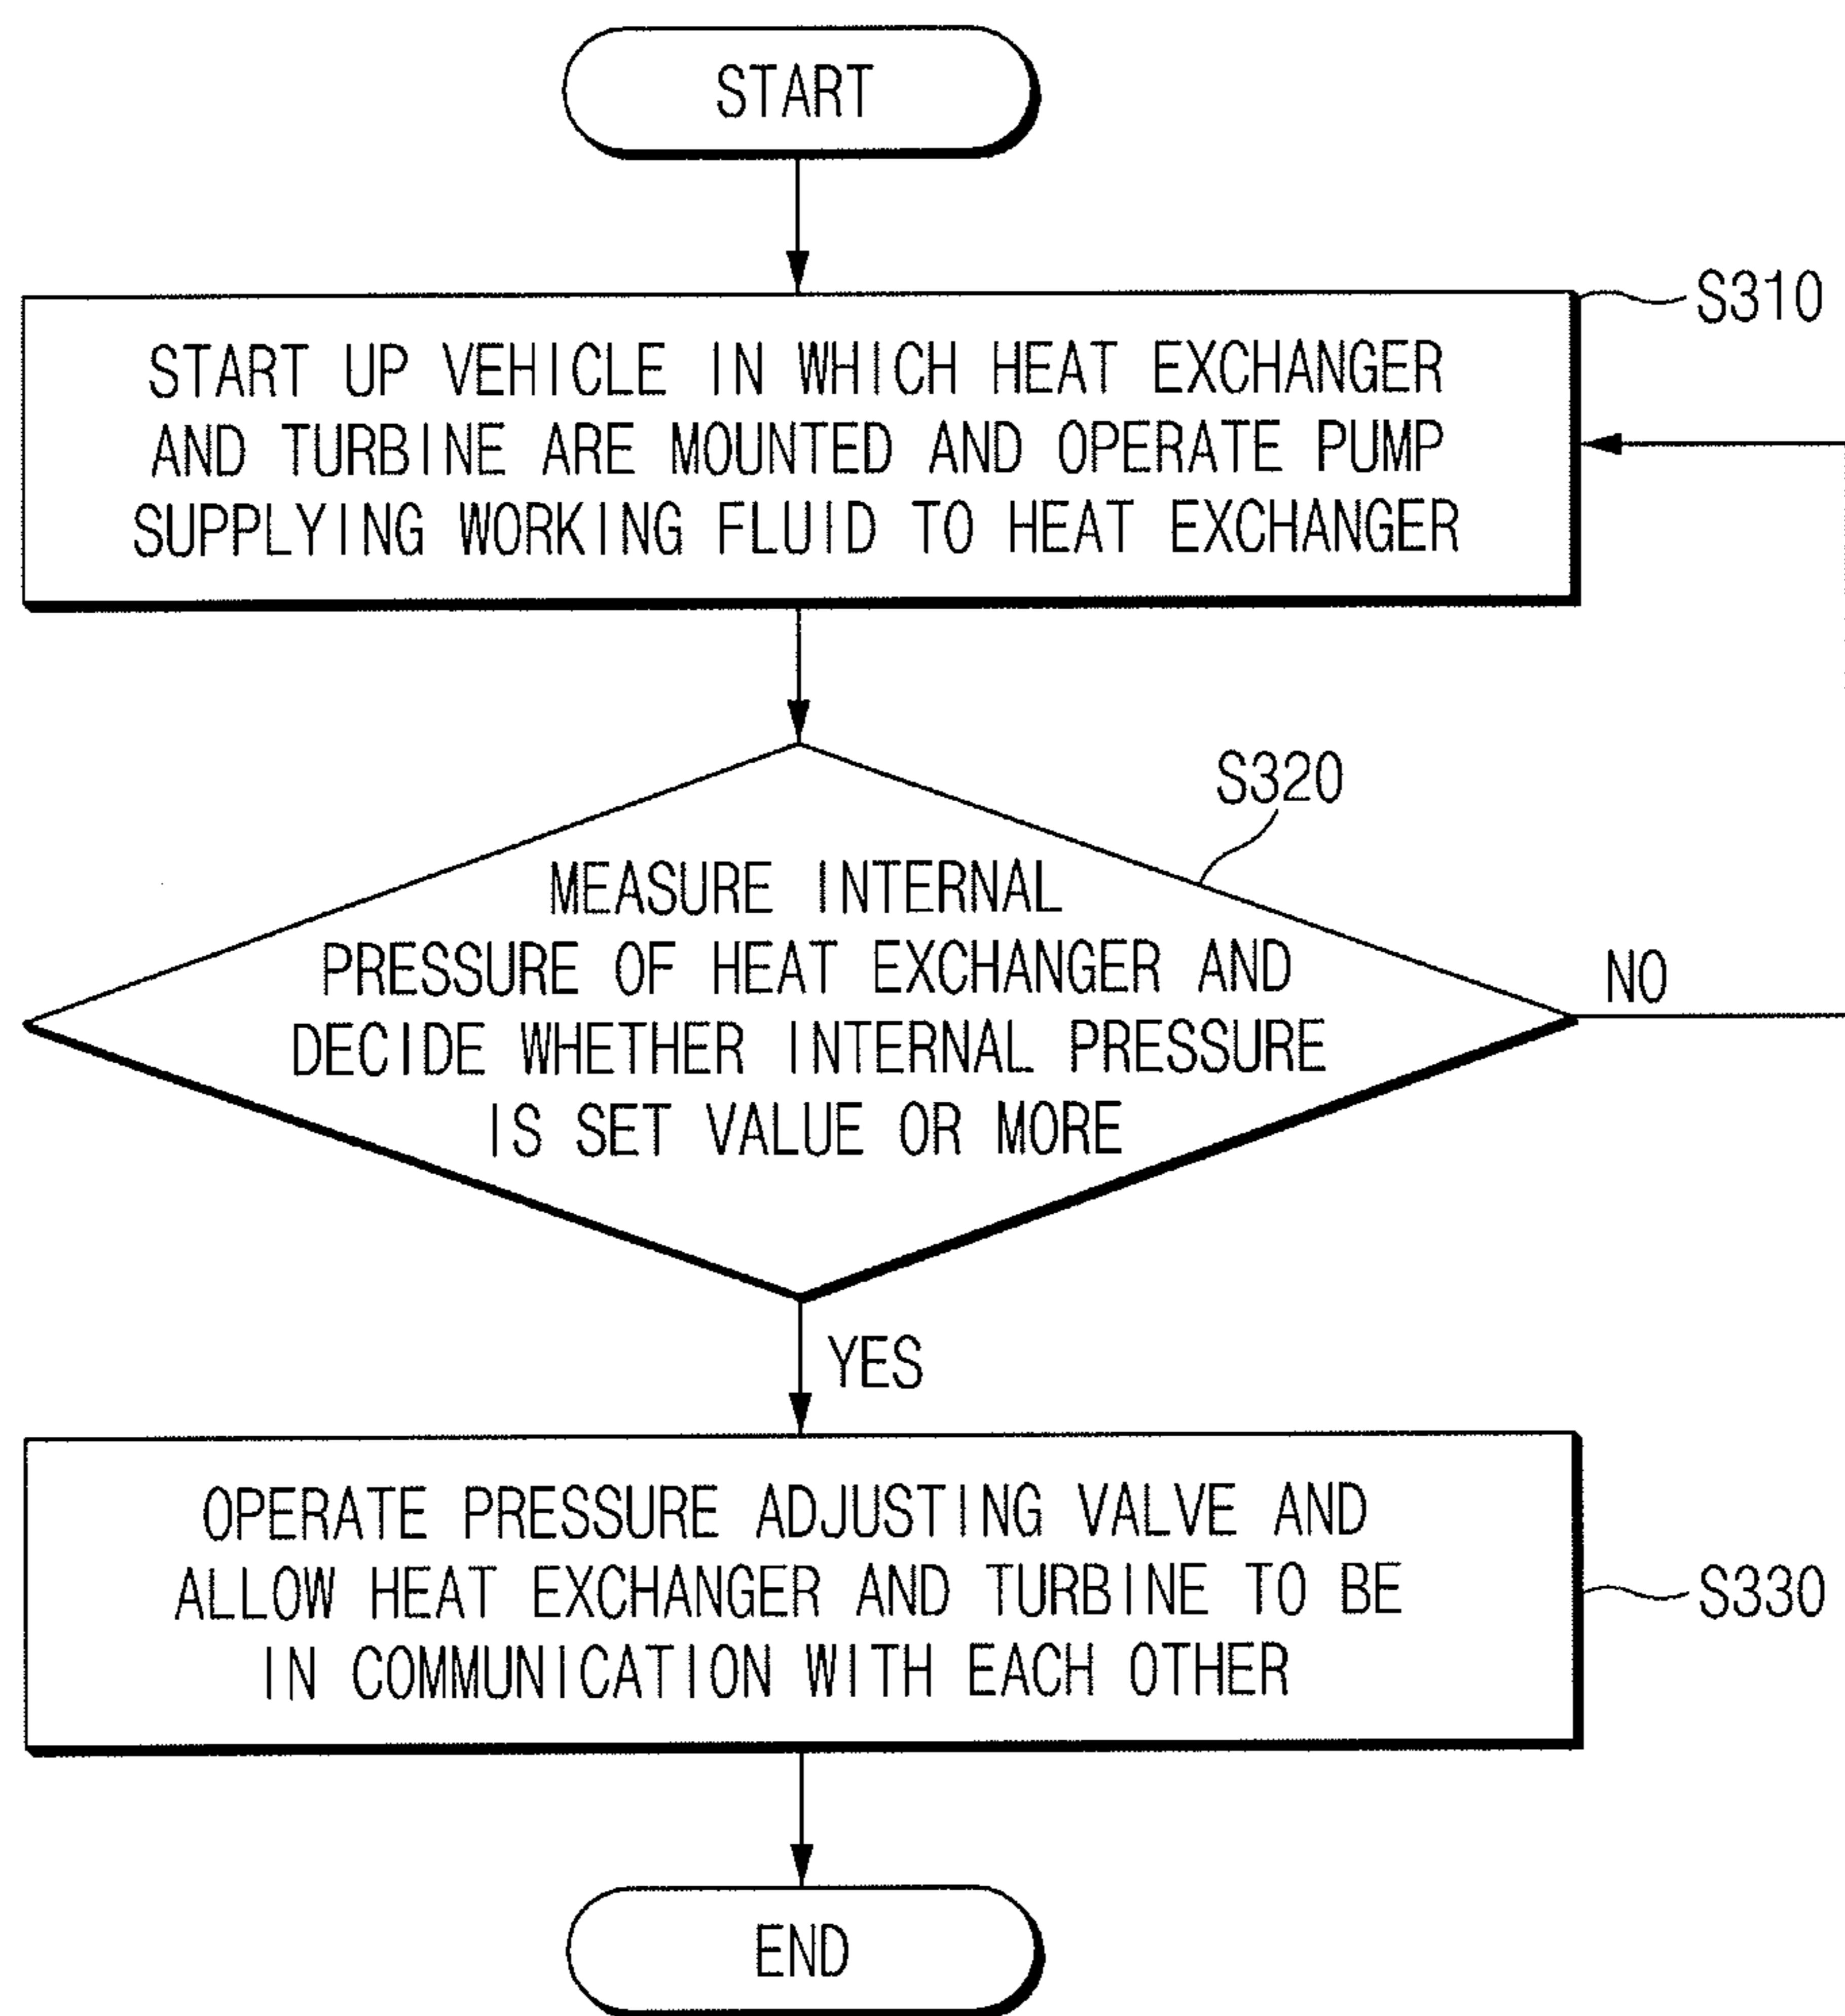 START
S310
START UP VEHICLE IN WHICH HEAT EXCHANGER
AND TURBINE ARE MOUNTED AND OPERATE PUMP
SUPPLYING WORKING FLUID TO HEAT EXCHANGER
S320
MEASURE INTERNAL
PRESSURE OF HEAT EXCHANGER AND
DECIDE WHETHER INTERNAL PRESSURE
IS SET VALUE OR MORE
NO
YES
OPERATE PRESSURE ADJUSTING VALVE AND
ALLOW HEAT EXCHANGER AND TURBINE TO BE
IN COMMUNICATION WITH EACH OTHER
S330
END